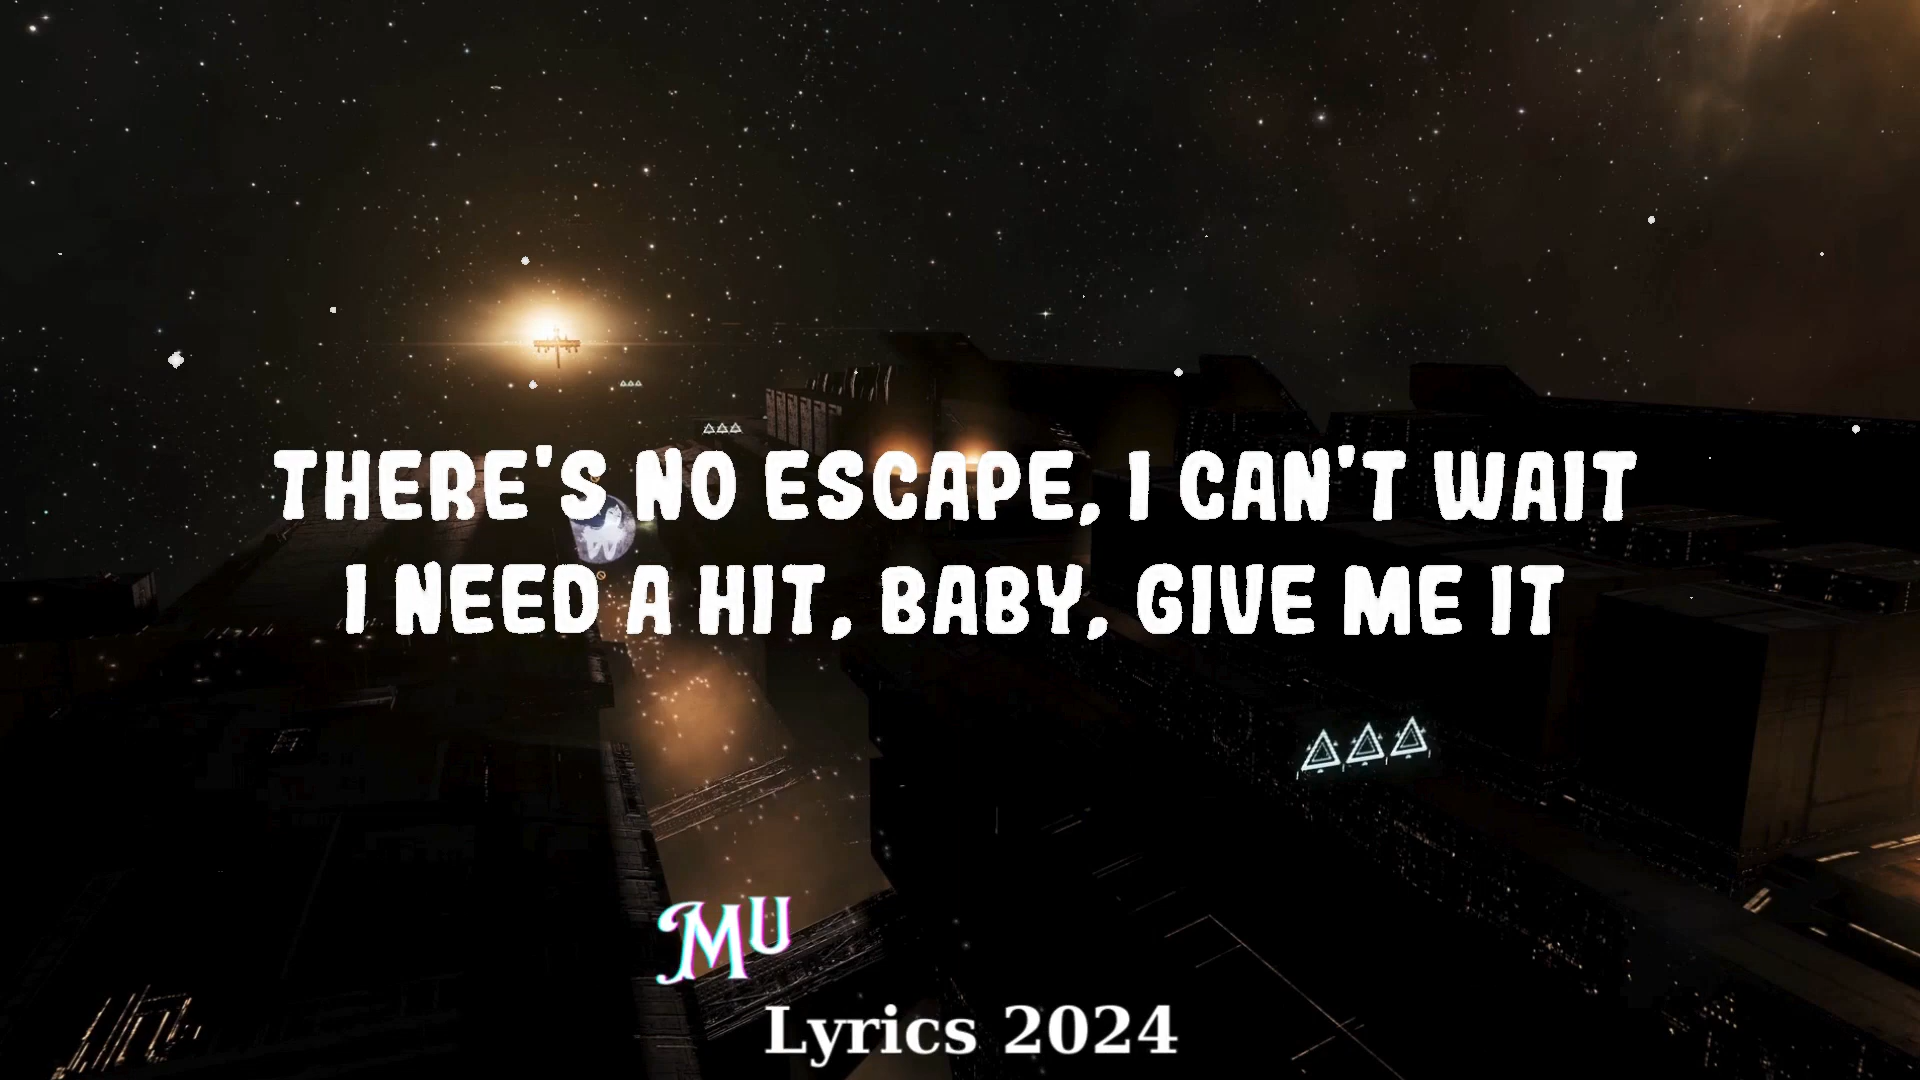 THERE'S NO ESCAPE, I CAN'T WAIT
I NEED A HIT, BABY, GIVE ME IT
MU
Lyrics 2024